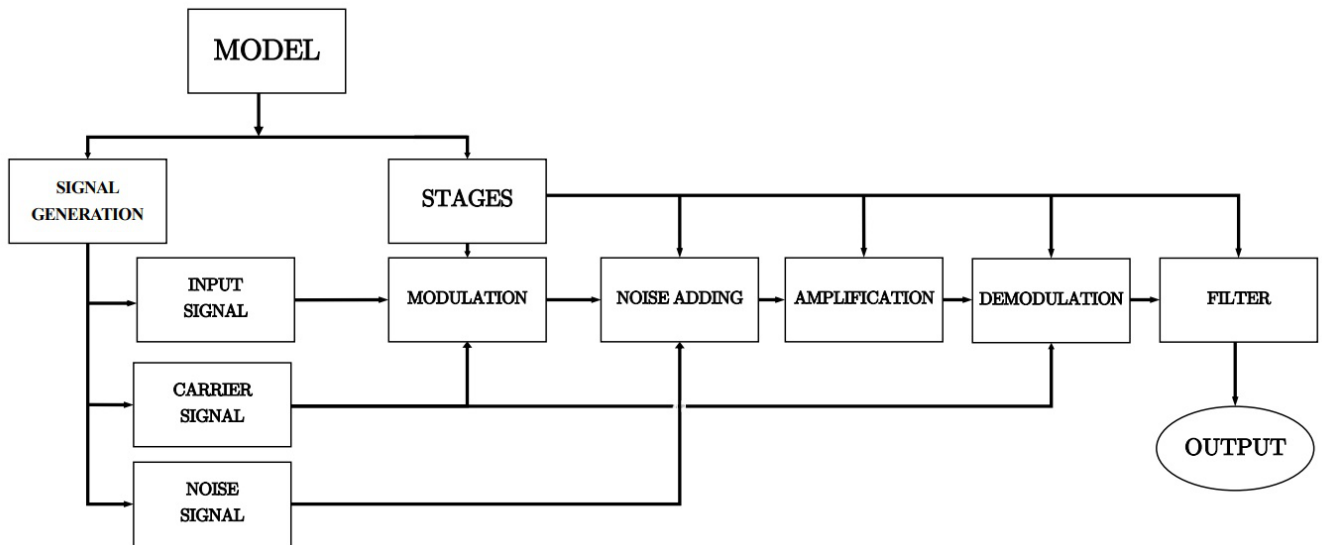 MODEL
SIGNAL
GENERATION
STAGES
INPUT
SIGNAL
MODULATION
NOISE ADDING
AMPLIFICATION
DEMODULATION
FILTER
CARRIER
SIGNAL
OUTPUT
NOISE
SIGNAL